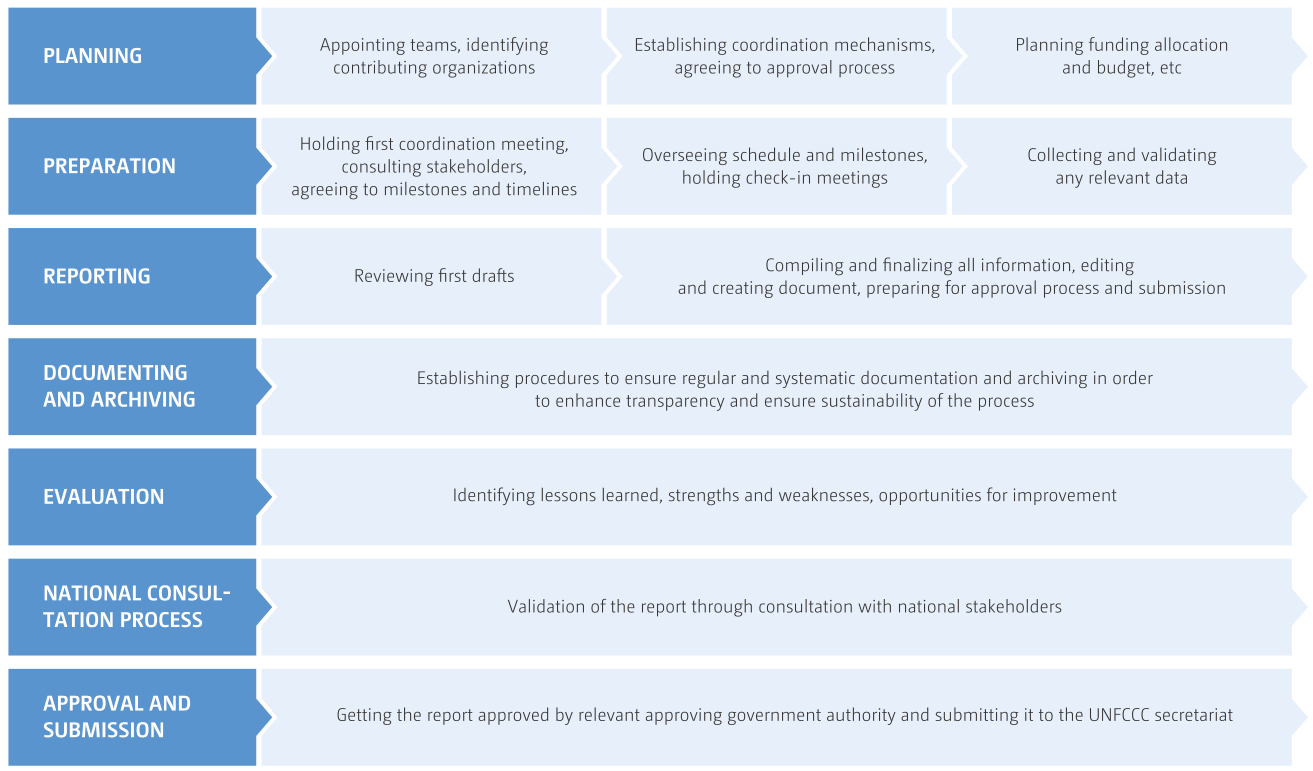 PLANNING
Appointing teams, identifying
contributing organizations
Establishing coordination mechanisms,
agreeing to approval process
Planning funding allocation
and budget, etc
PREPARATION
Holding first coordination meeting,
consulting stakeholders,
agreeing to milestones and timelines
Overseeing schedule and milestones,
holding check-in meetings
Collecting and validating
any relevant data
REPORTING
Reviewing first drafts
Compiling and finalizing all information, editing
and creating document, preparing for approval process and submission
DOCUMENTING
AND ARCHIVING
Establishing procedures to ensure regular and systematic documentation and archiving in order
to enhance transparency and ensure sustainability of the process
EVALUATION
Identifying lessons learned, strengths and weaknesses, opportunities for improvement
NATIONAL CONSUL-
TATION PROCESS
Validation of the report through consultation with national stakeholders
APPROVAL AND
SUBMISSION
Getting the report approved by relevant approving government authority and submitting it to the UNFCCC secretariat